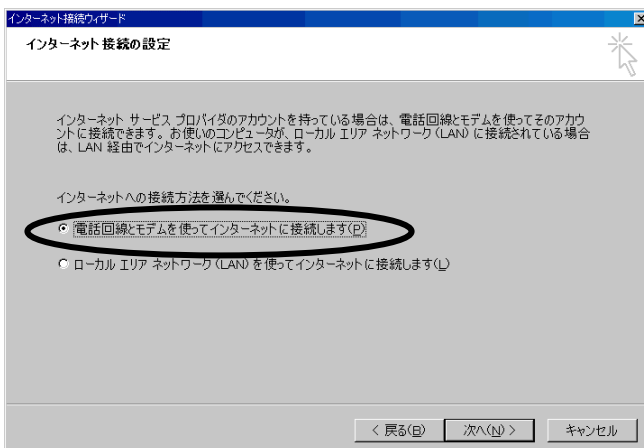 インターネット接続ウィザード
インターネット接続の設定
インターネット サービス プロバイダのアカウントを持っている場合は、電話回線とモデムを使ってそのアカウ
ントに接続できます。お使いのコンピュータが、ローカル エリア ネットワーク (LAN) に接続されている場合
は、LAN 経由でインターネットにアクセスできます。
インターネットへの接続方法を選んでください。
電話回線とモデムを使ってインターネットに接続します(P)
ローカル エリア ネットワーク (LAN) を使ってインターネットに接続します(L)
< 戻る(B) 次へ(N) > キャンセル